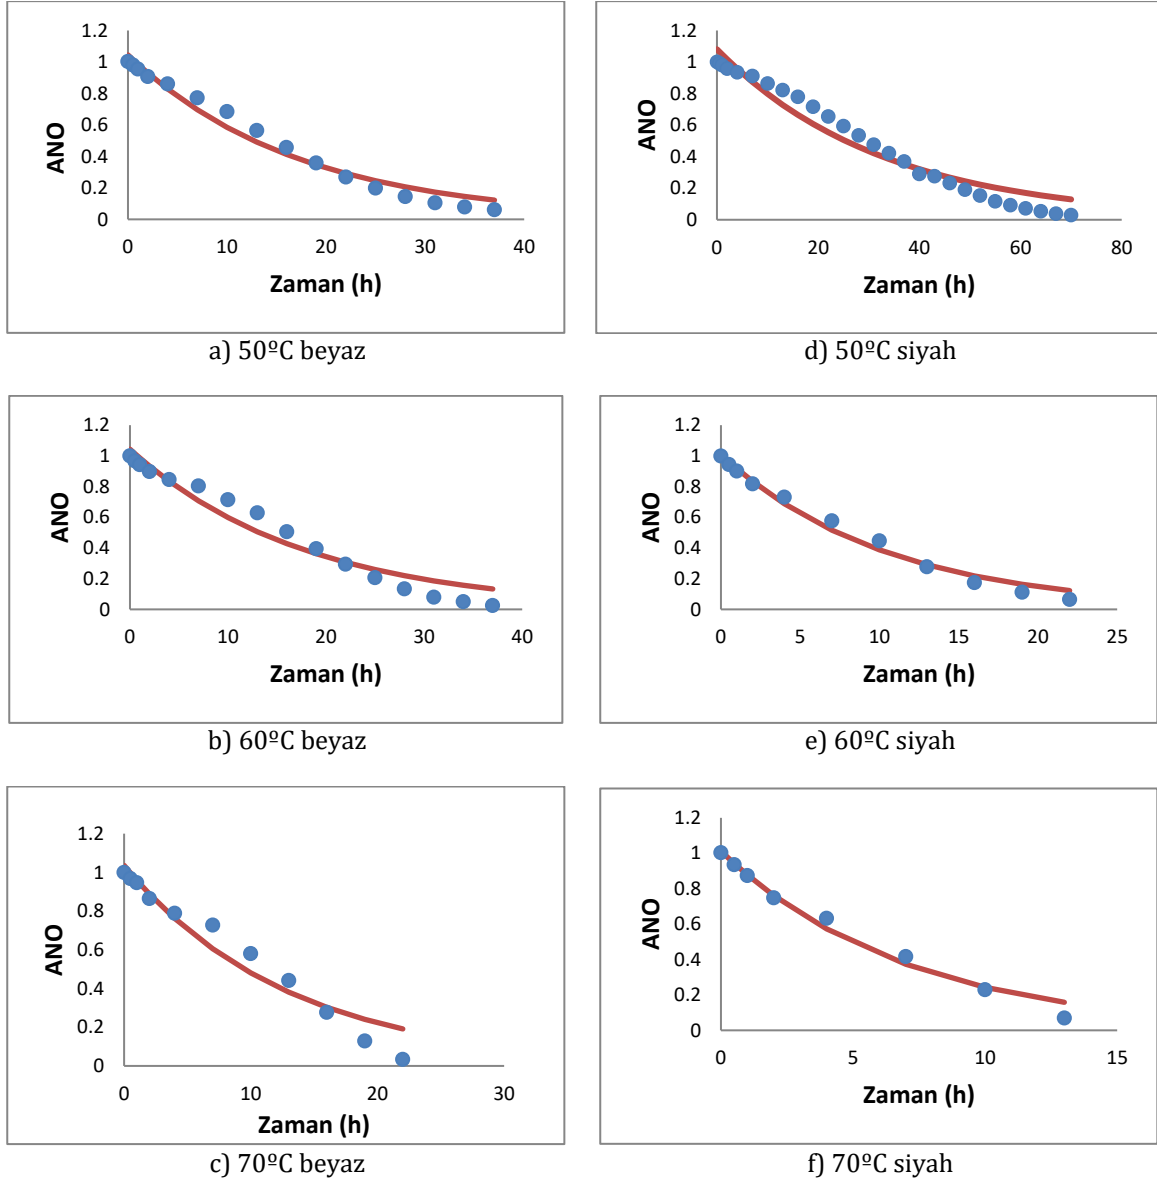 1.2
1
0.8
0.6
0.4
0.2
0
ANO
0 10 20 30 40
Zaman (h)
a) 50ºC beyaz
1.2
1
0.8
0.6
0.4
0.2
0
ANO
0 20 40 60 80
Zaman (h)
d) 50ºC siyah
1.2
1
0.8
0.6
0.4
0.2
0
ANO
0 10 20 30 40
Zaman (h)
b) 60ºC beyaz
1.2
1
0.8
0.6
0.4
0.2
0
ANO
0 5 10 15 20 25
Zaman (h)
e) 60ºC siyah
1.2
1
0.8
0.6
0.4
0.2
0
ANO
0 10 20 30
Zaman (h)
c) 70ºC beyaz
1.2
1
0.8
0.6
0.4
0.2
0
ANO
0 5 10 15
Zaman (h)
f) 70ºC siyah